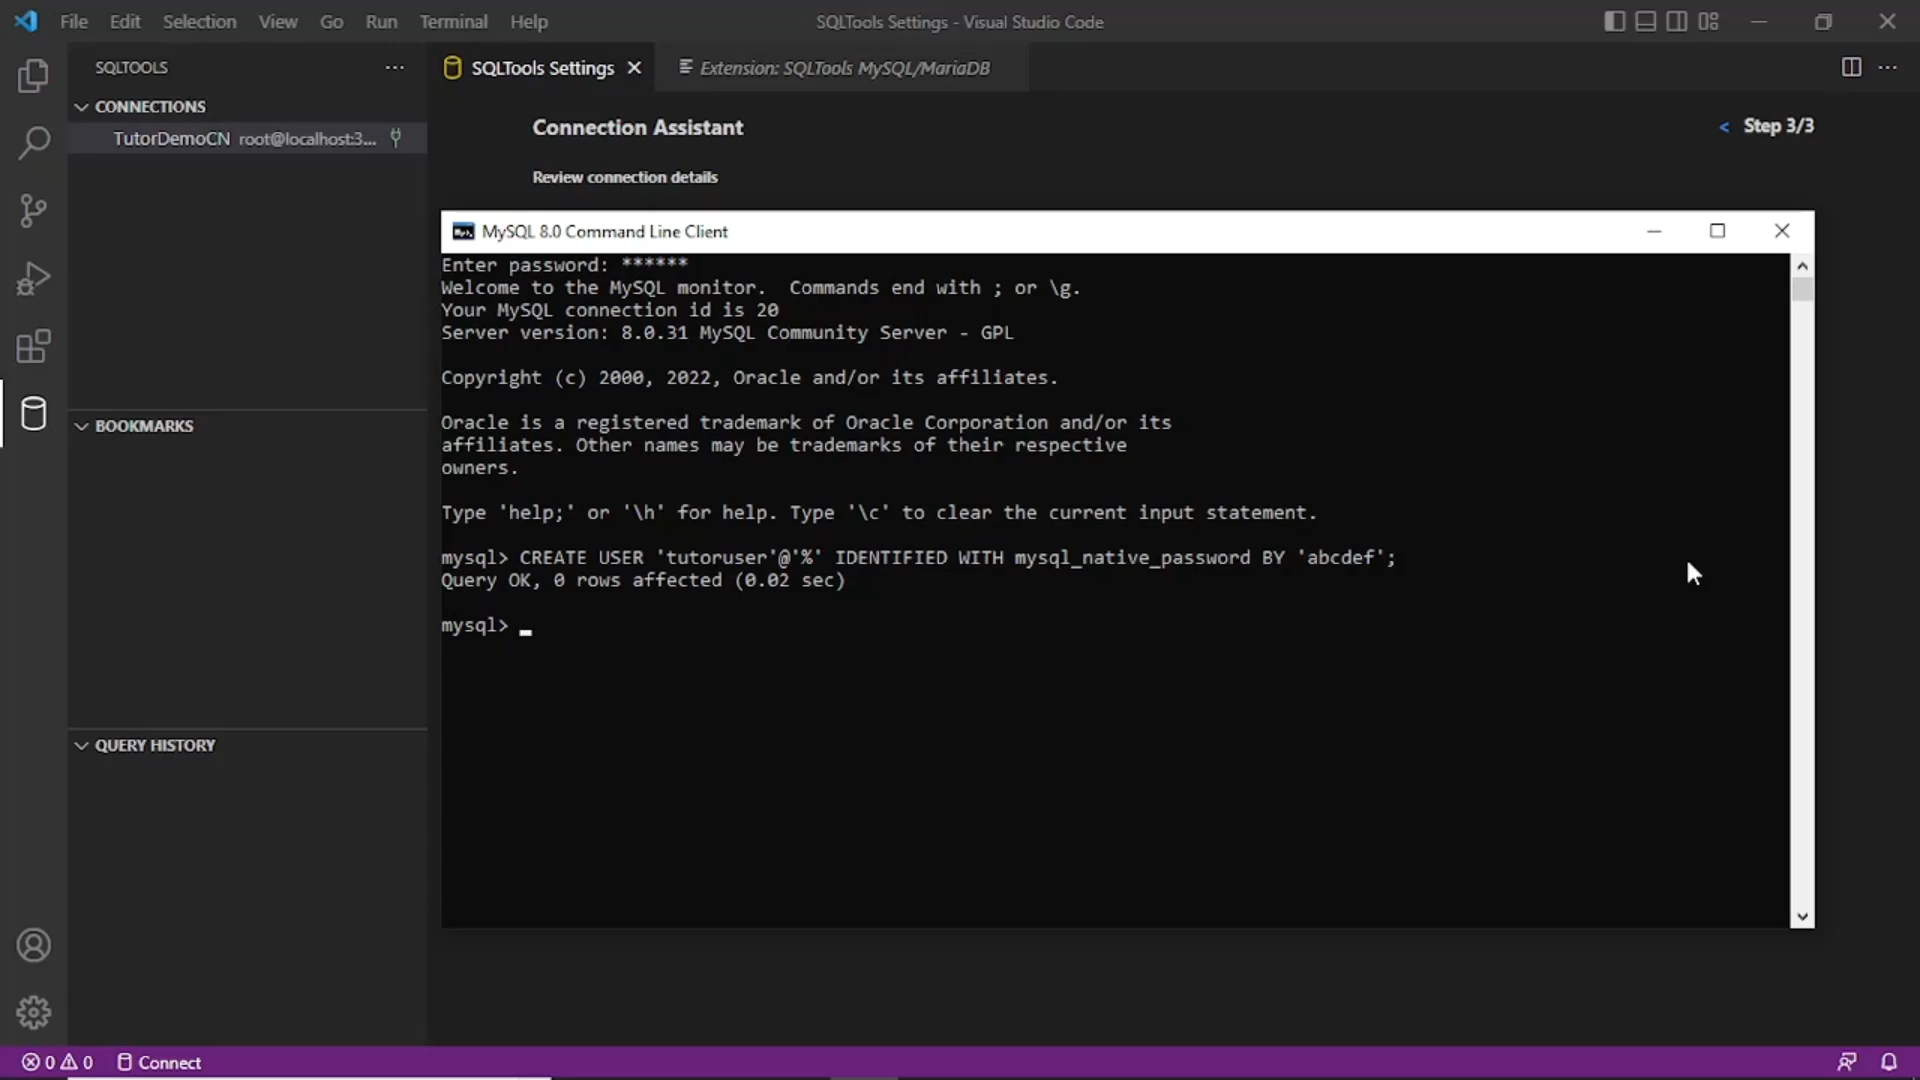 File Edit Selection View Go Run Terminal Help
SQLTools Settings - Visual Studio Code
SQLTOOLS
SQLTools Settings
Extension: SQLTools MySQL/MariaDB
CONNECTIONS
TutorDemoCN root@localhost:3...
Connection Assistant
< Step 3/3
Review connection details
MySQL 8.0 Command Line Client
Enter password: ******
Welcome to the MySQL monitor.  Commands end with ; or \g.
Your MySQL connection id is 20
Server version: 8.0.31 MySQL Community Server - GPL
Copyright (c) 2000, 2022, Oracle and/or its affiliates.
Oracle is a registered trademark of Oracle Corporation and/or its
affiliates. Other names may be trademarks of their respective
owners.
Type 'help;' or '\h' for help. Type '\c' to clear the current input statement.
mysql> CREATE USER 'tutoruser'@'%' IDENTIFIED WITH mysql_native_password BY 'abcdef';
Query OK, 0 rows affected (0.02 sec)
mysql>
BOOKMARKS
QUERY HISTORY
0 0 Connect